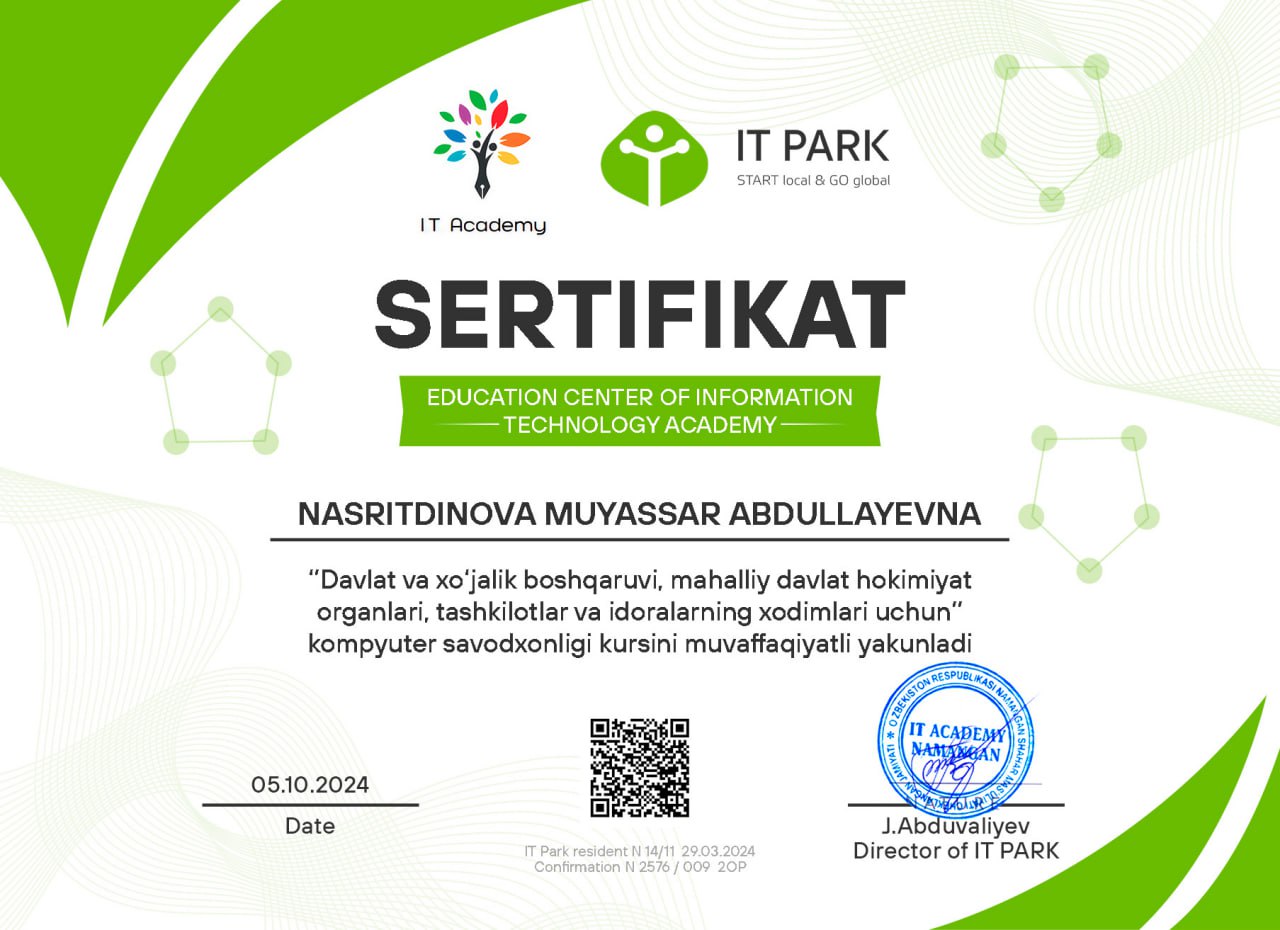 IT Academy
IT PARK
START local & GO global
SERTIFIKAT
EDUCATION CENTER OF INFORMATION
TECHNOLOGY ACADEMY
NASRITDINOVA MUYASSAR ABDULLAYEVNA
“Davlat va xo‘jalik boshqaruvi, mahalliy davlat hokimiyat
organlari, tashkilotlar va idoralarning xodimlari uchun”
kompyuter savodxonligi kursini muvaffaqiyatli yakunladi
O‘ZBEKISTON RESPUBLIKASI NAMANGAN SHAHAR MAS'ULIYATI CHEKLANGAN JAMIYATI
IT ACADEMY
NAMANGAN
05.10.2024
Date
J.Abduvaliyev
Director of IT PARK
IT Park resident N 14/11 29.03.2024
Confirmation N 2576 / 009 2OP